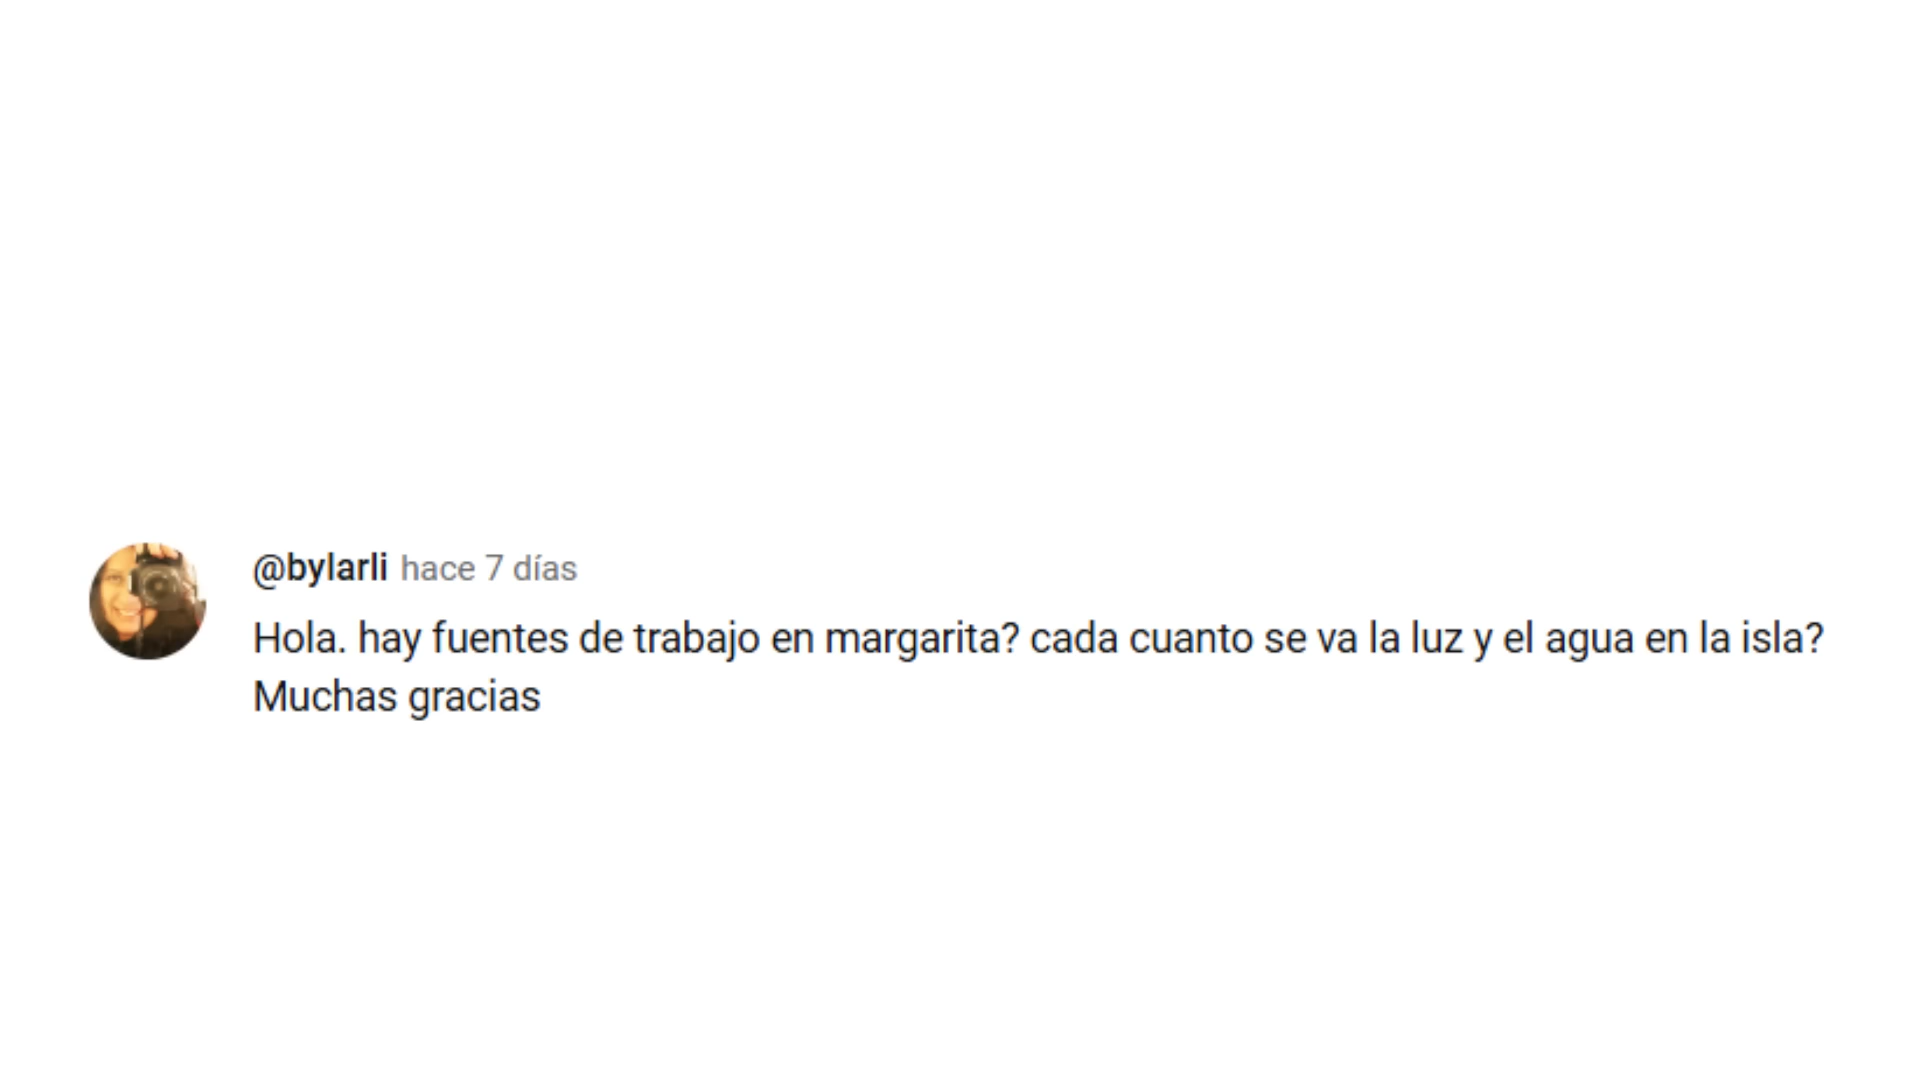 @bylarli hace 7 días
Hola. hay fuentes de trabajo en margarita? cada cuanto se va la luz y el agua en la isla?
Muchas gracias